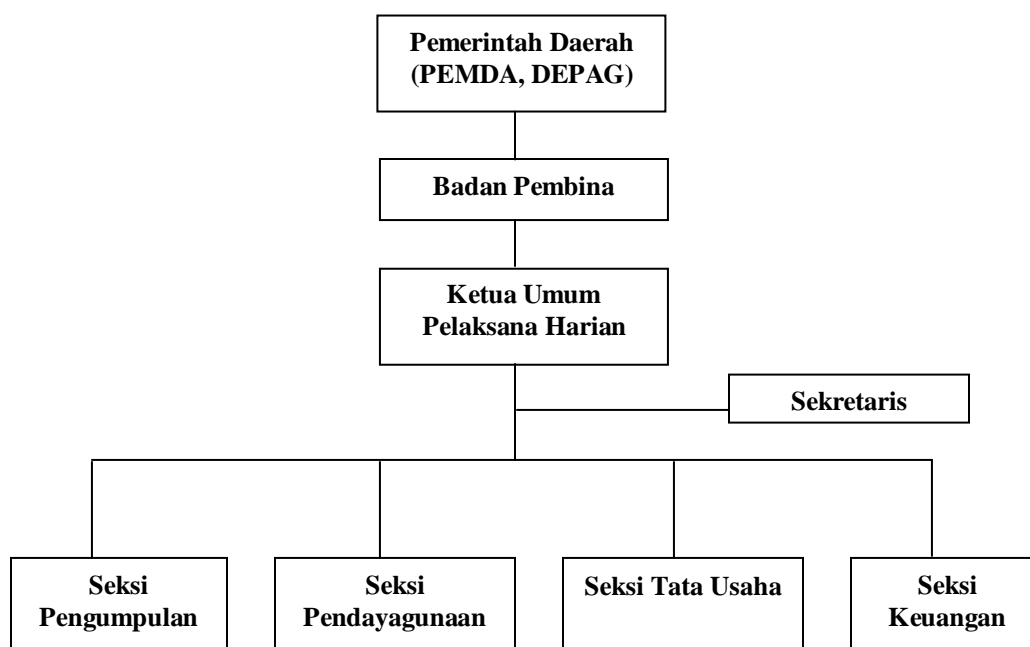 Pemerintah Daerah
(PEMDA, DEPAG)
Badan Pembina
Ketua Umum
Pelaksana Harian
Sekretaris
Seksi
Pengumpulan
Seksi
Pendayagunaan
Seksi Tata Usaha
Seksi
Keuangan